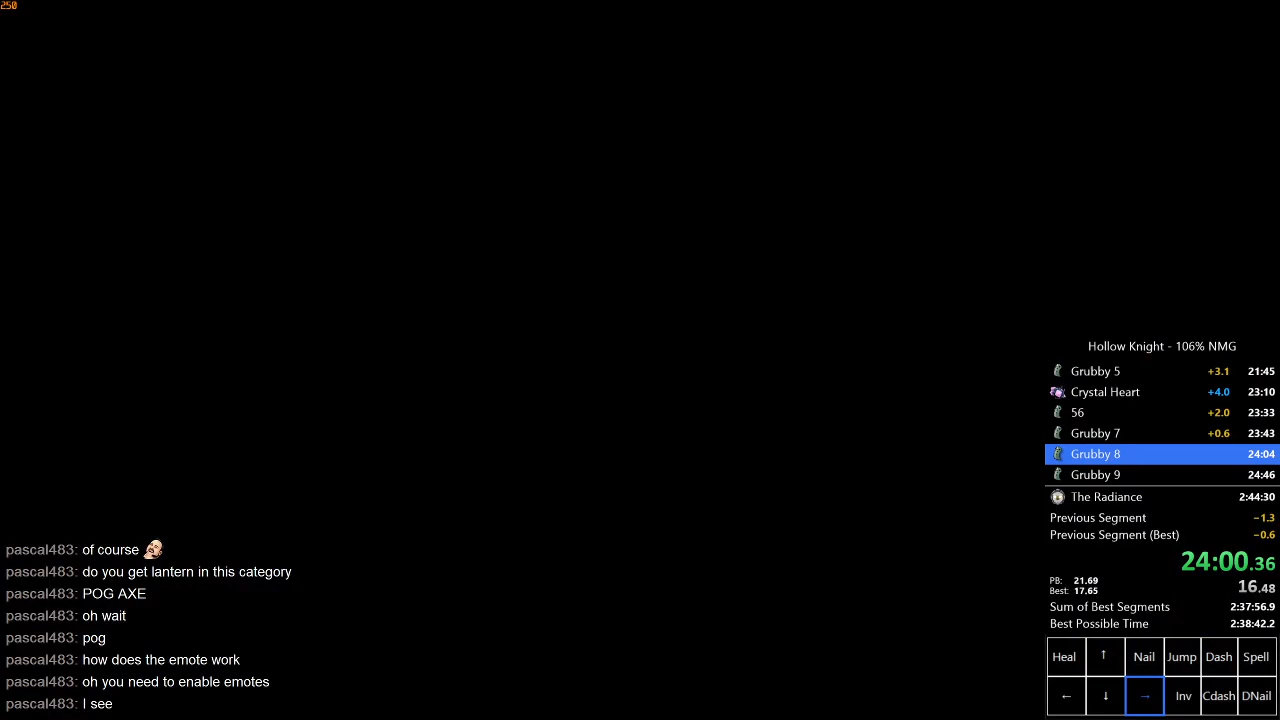 250
Hollow Knight - 106% NMG
Grubby 5 +3.1 21:45
Crystal Heart +4.0 23:10
56 +2.0 23:33
Grubby 7 +0.6 23:43
Grubby 8 24:04
Grubby 9 24:46
The Radiance 2:44:30
Previous Segment −1.3
Previous Segment (Best) −0.6
24:00.36
PB: 21.69
Best: 17.65
16.48
Sum of Best Segments 2:37:56.9
Best Possible Time 2:38:42.2
Heal ↑ Nail Jump Dash Spell
← ↓ → Inv Cdash DNail
pascal483: of course
pascal483: do you get lantern in this category
pascal483: POG AXE
pascal483: oh wait
pascal483: pog
pascal483: how does the emote work
pascal483: oh you need to enable emotes
pascal483: I see